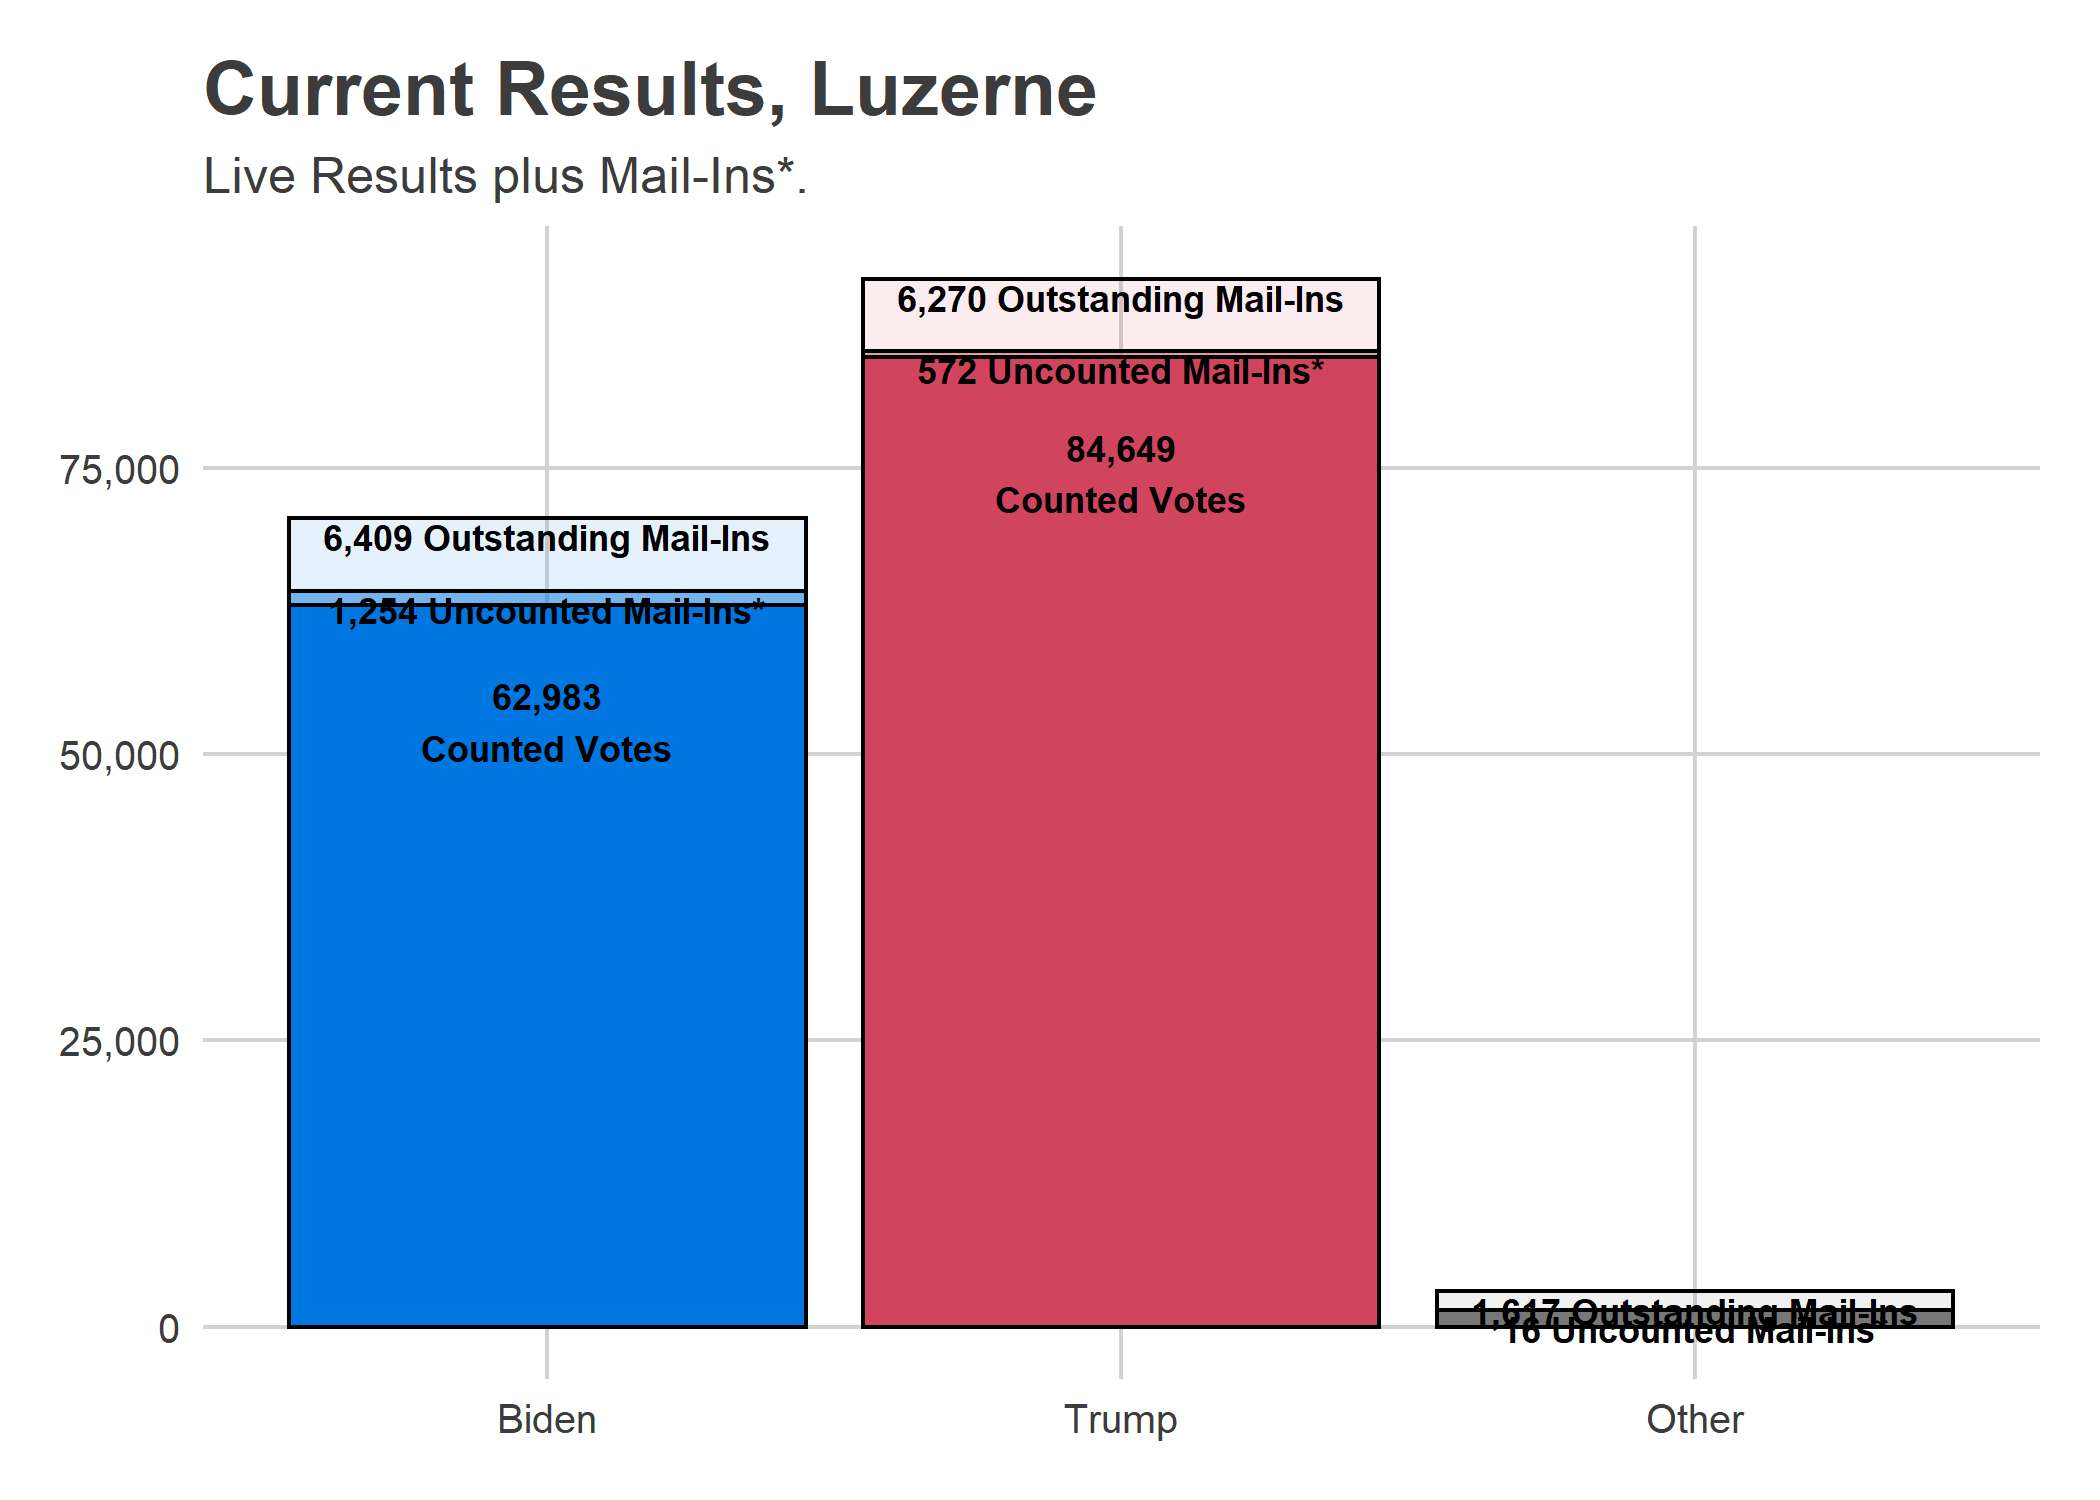 Current Results, Luzerne
Live Results plus Mail-Ins*.
6,270 Outstanding Mail-Ins
572 Uncounted Mail-Ins*
84,649
Counted Votes
75,000
6,409 Outstanding Mail-Ins
1,254 Uncounted Mail-Ins*
62,983
Counted Votes
50,000
25,000
1,617 Outstanding Mail-Ins
16 Uncounted Mail-Ins*
0
Biden
Trump
Other